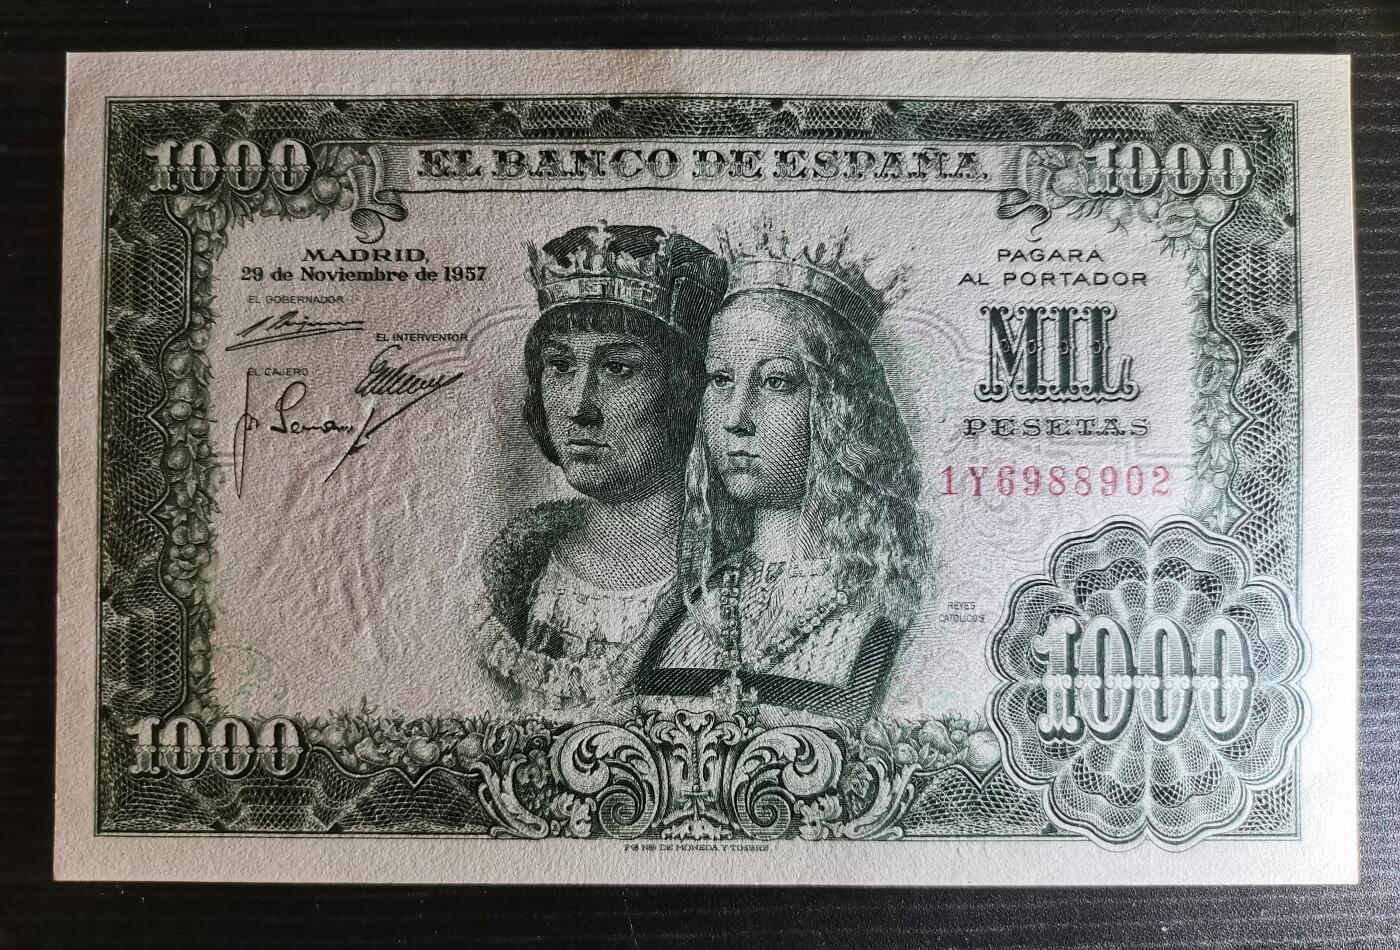 1000
EL BANCO DE ESPAÑA
1000
MADRID,
29 de Noviembre de 1957
EL GOBERNADOR
EL INTERVENTOR
EL CAJERO
PAGARÁ
AL PORTADOR
MIL
PESETAS
1Y6988902
REYES
CATOLICOS
1000
1000
Fca Nal DE MONEDA Y TIMBRE